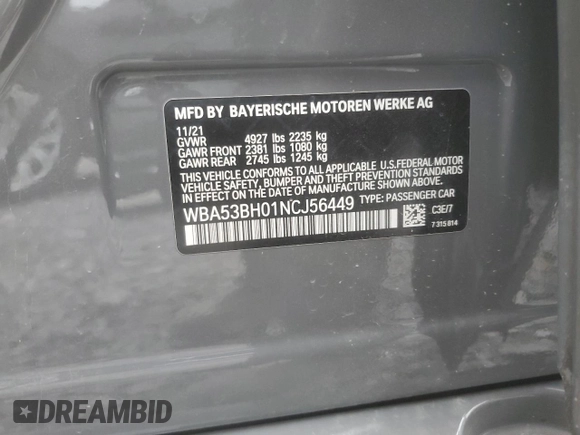 MFD BY BAYERISCHE MOTOREN WERKE AG
11/21
GVWR 4927 lbs 2235 kg
GAWR FRONT 2381 lbs 1080 kg
GAWR REAR 2745 lbs 1245 kg
THIS VEHICLE CONFORMS TO ALL APPLICABLE U.S.FEDERAL MOTOR
VEHICLE SAFETY, BUMPER, AND THEFT PREVENTION STANDARDS
IN EFFECT ON THE DATE OF MANUFACTURE SHOWN ABOVE.
WBA53BH01NCJ56449 TYPE: PASSENGER CAR
C3E/7
7 315 814
DREAMBID